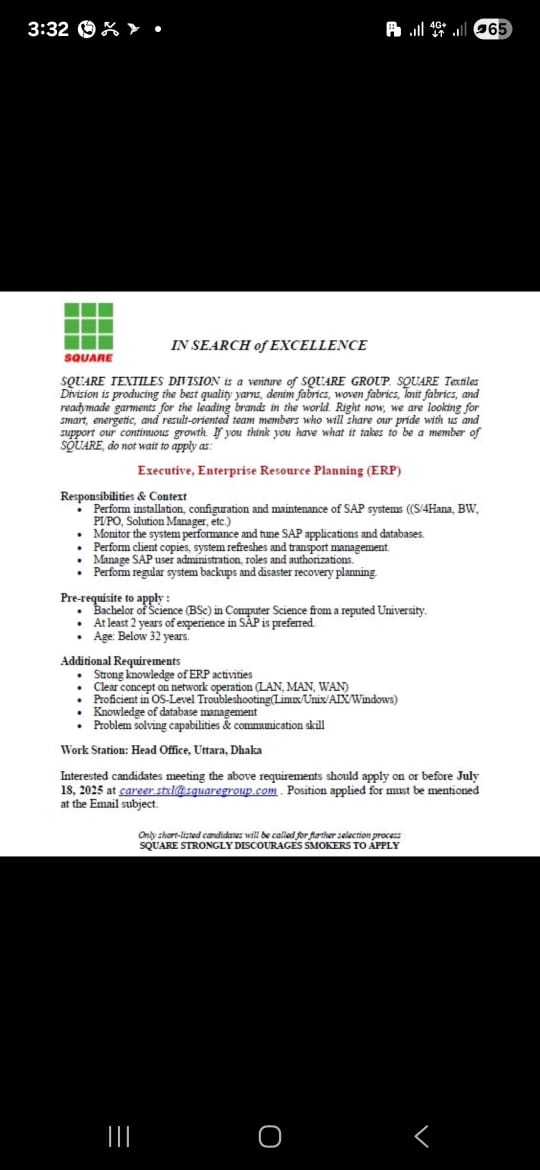 3:32
4G+
65
SQUARE
IN SEARCH of EXCELLENCE
SQUARE TEXTILES DIVISION is a venture of SQUARE GROUP. SQUARE Textiles
Division is producing the best quality yarns, denim fabrics, woven fabrics, knit fabrics, and
readymade garments for the leading brands in the world. Right now, we are looking for
smart, energetic, and result-oriented team members who will share our pride with us and
support our continuous growth. If you think you have what it takes to be a member of
SQUARE, do not wait to apply as:
Executive, Enterprise Resource Planning (ERP)
Responsibilities & Context
• Perform installation, configuration and maintenance of SAP systems ((S/4Hana, BW,
PI/PO, Solution Manager, etc.)
• Monitor the system performance and tune SAP applications and databases.
• Perform client copies, system refreshes and transport management.
• Manage SAP user administration, roles and authorizations.
• Perform regular system backups and disaster recovery planning.
Pre-requisite to apply :
• Bachelor of Science (BSc) in Computer Science from a reputed University.
• At least 2 years of experience in SAP is preferred.
• Age: Below 32 years.
Additional Requirements
• Strong knowledge of ERP activities
• Clear concept on network operation (LAN, MAN, WAN)
• Proficient in OS-Level Troubleshooting(Linux/Unix/AIX/Windows)
• Knowledge of database management
• Problem solving capabilities & communication skill
Work Station: Head Office, Uttara, Dhaka
Interested candidates meeting the above requirements should apply on or before July
18, 2025 at career.stxl@squaregroup.com . Position applied for must be mentioned
at the Email subject.
Only short-listed candidates will be called for further selection process
SQUARE STRONGLY DISCOURAGES SMOKERS TO APPLY